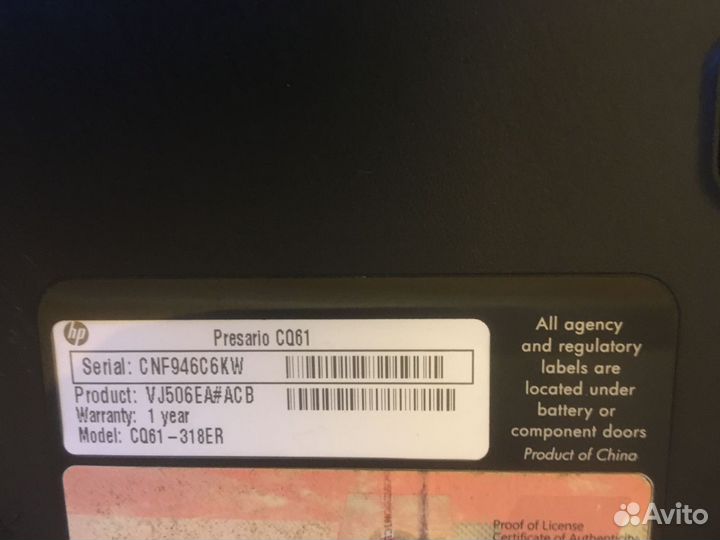 hp
Presario CQ61
Serial: CNF946C6KW
Product: VJ506EA#ACB
Warranty: 1 year
Model: CQ61-318ER
All agency
and regulatory
labels are
located under
battery or
component doors
Product of China
Proof of License
Certificate of Authenticity
Avito